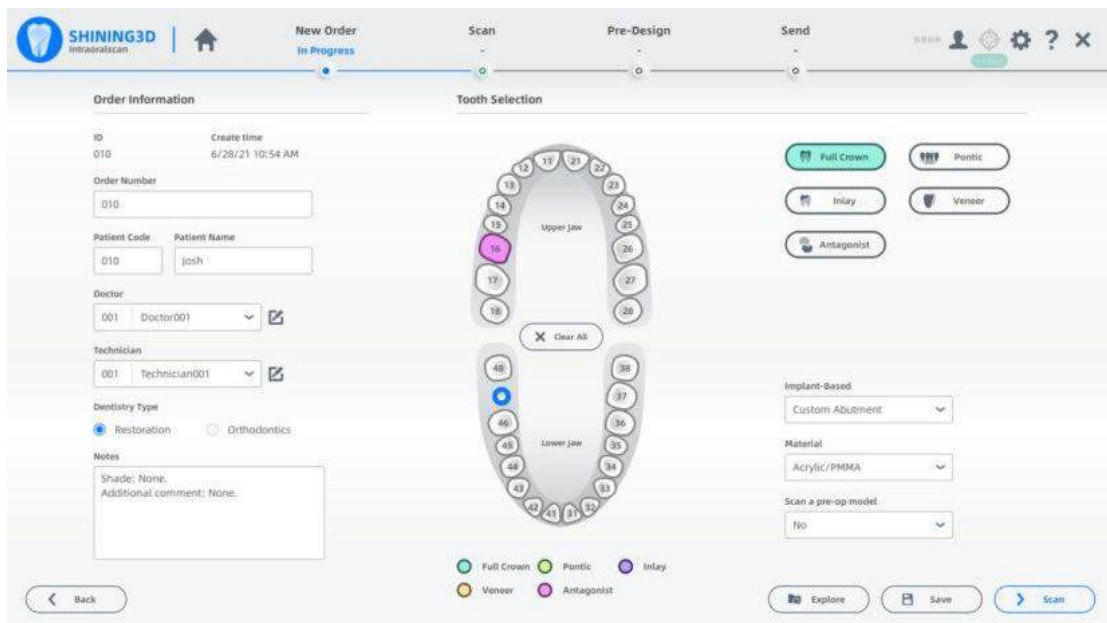 SHINING3D
Intraoralscan
New Order
In Progress
Scan
-
Pre-Design
-
Send
-
?
Order Information
ID
Create time
010
6/28/21 10:54 AM
Order Number
010
Patient Code
Patient Name
010
Josh
Doctor
001
Doctor001
Technician
001
Technician001
Dentistry Type
Restoration
Orthodontics
Notes
Shade: None.
Additional comment: None.
Back
Tooth Selection
12 11 21 22
13 23
14 24
15 Upper Jaw 25
16 26
17 27
18 28
Clear All
48 38
37
46 36
45 Lower Jaw 35
44 34
43 33
42 41 31 32
Full Crown
Pontic
Inlay
Veneer
Antagonist
Full Crown
Pontic
Inlay
Veneer
Antagonist
Implant-Based
Custom Abutment
Material
Acrylic/PMMA
Scan a pre-op model
No
Explore
Save
Scan